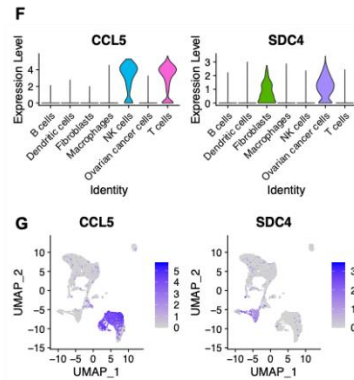 F
CCL5
SDC4
Expression Level
4
2
0
B cells
Dendritic cells
Fibroblasts
Macrophages
NK cells
Ovarian cancer cells
T cells
Identity
Expression Level
3
2
1
0
B cells
Dendritic cells
Fibroblasts
Macrophages
NK cells
Ovarian cancer cells
T cells
Identity
G
CCL5
SDC4
UMAP_2
10
5
0
-5
-10
-15
-10 -5 0 5 10
UMAP_1
5
4
3
2
1
0
10
5
0
-5
-10
-15
-10 -5 0 5 10
UMAP_1
3
2
1
0